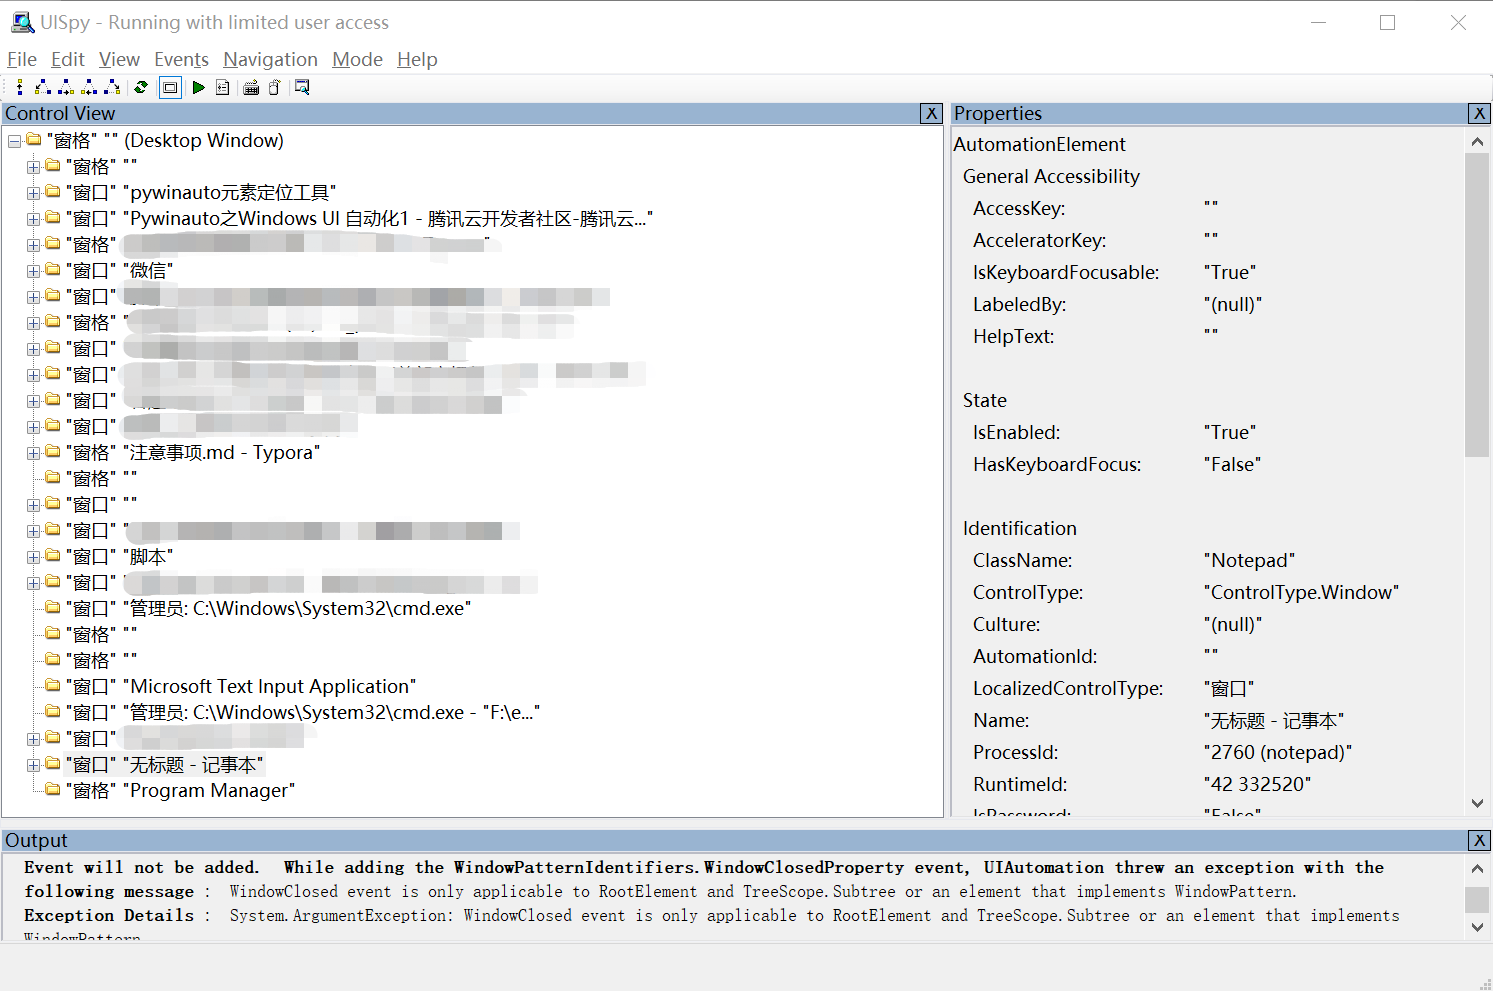 UISpy - Running with limited user access
File Edit View Events Navigation Mode Help
Control View X
"窗格" "" (Desktop Window)
"窗格" ""
"窗口" "pywinauto元素定位工具"
"窗口" "Pywinauto之Windows UI 自动化1 - 腾讯云开发者社区-腾讯云..."
"窗格" "
"窗口" "微信"
"窗口"
"窗格" "
"窗口"
"窗口"
"窗口"
"窗口"
"窗格" "注意事项.md - Typora"
"窗格" ""
"窗口" ""
"窗口" "
"窗口" "脚本"
"窗口"
"窗口" "管理员: C:\Windows\System32\cmd.exe"
"窗格" ""
"窗格" ""
"窗口" "Microsoft Text Input Application"
"窗口" "管理员: C:\Windows\System32\cmd.exe - "F:\e..."
"窗口"
"窗口" "无标题 - 记事本"
"窗格" "Program Manager"
Properties X
AutomationElement
General Accessibility
AccessKey: ""
AcceleratorKey: ""
IsKeyboardFocusable: "True"
LabeledBy: "(null)"
HelpText: ""
State
IsEnabled: "True"
HasKeyboardFocus: "False"
Identification
ClassName: "Notepad"
ControlType: "ControlType.Window"
Culture: "(null)"
AutomationId: ""
LocalizedControlType: "窗口"
Name: "无标题 - 记事本"
ProcessId: "2760 (notepad)"
RuntimeId: "42 332520"
IsPassword: "False"
Output X
Event will not be added. While adding the WindowPatternIdentifiers.WindowClosedProperty event, UIAutomation threw an exception with the
following message : WindowClosed event is only applicable to RootElement and TreeScope.Subtree or an element that implements WindowPattern.
Exception Details : System.ArgumentException: WindowClosed event is only applicable to RootElement and TreeScope.Subtree or an element that implements
WindowPattern